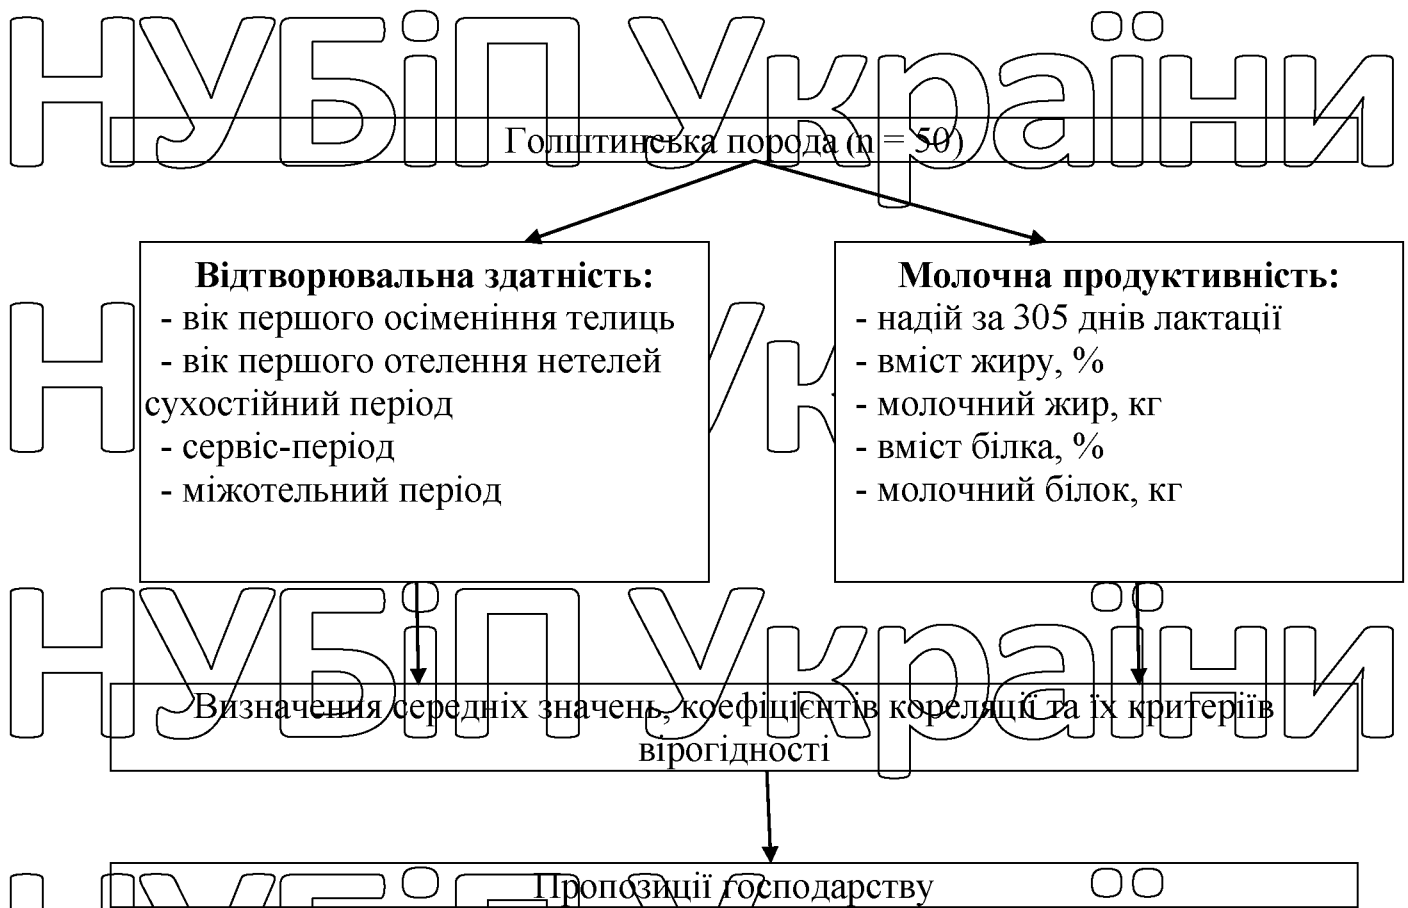 НУБіП України
Голштинська порода (n = 50)
Відтворювальна здатність:
- вік першого осіменіння телиць
- вік першого отелення нетелей
сухостійний період
- сервіс-період
- міжотельний період
Молочна продуктивність:
- надій за 305 днів лактації
- вміст жиру, %
- молочний жир, кг
- вміст білка, %
- молочний білок, кг
НУБіП України
Визначення середніх значень, коефіцієнтів кореляції та їх критеріїв
вірогідності
Пропозиції господарству